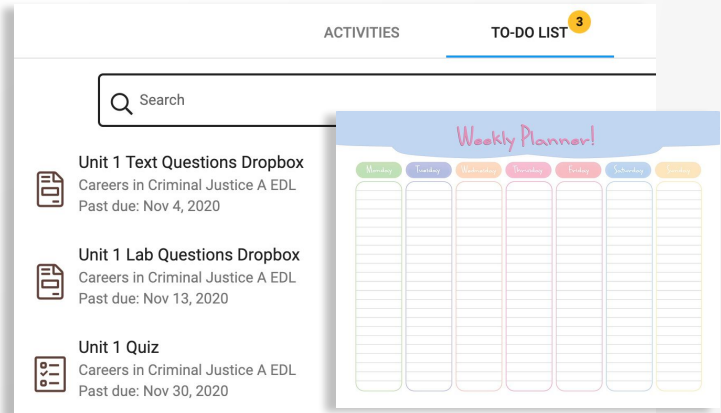 ACTIVITIES
TO-DO LIST
3
Search
Unit 1 Text Questions Dropbox
Careers in Criminal Justice A EDL
Past due: Nov 4, 2020
Unit 1 Lab Questions Dropbox
Careers in Criminal Justice A EDL
Past due: Nov 13, 2020
Unit 1 Quiz
Careers in Criminal Justice A EDL
Past due: Nov 30, 2020
Weekly Planner!
Monday Tuesday Wednesday Thursday Friday Saturday Sunday